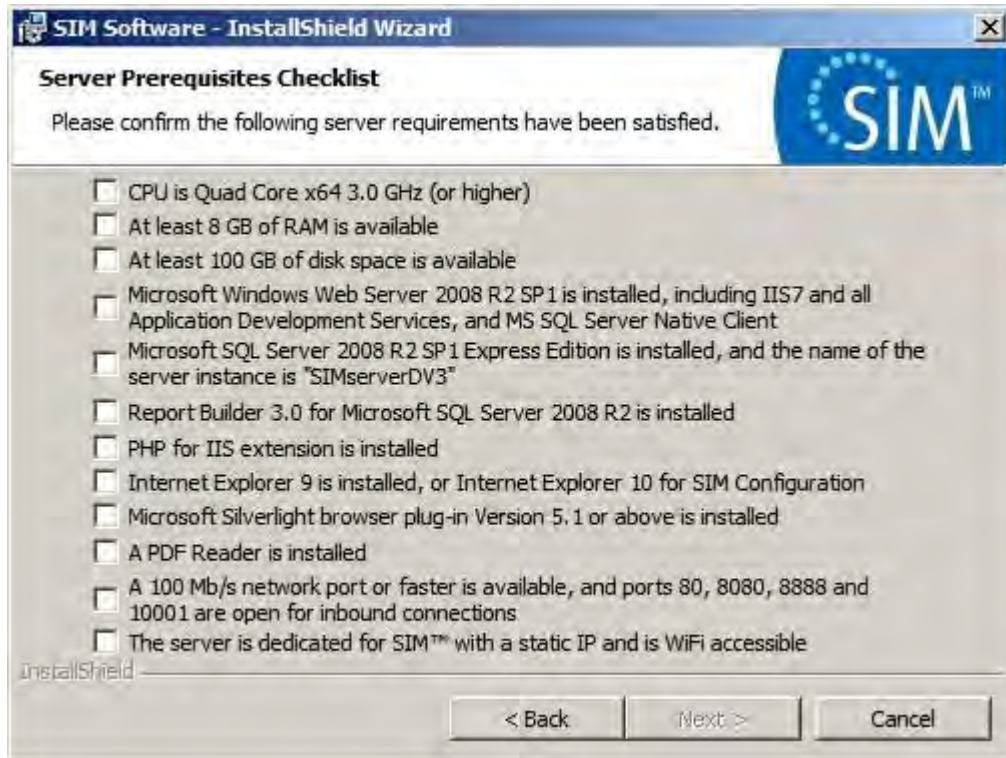 SIM Software - InstallShield Wizard
Server Prerequisites Checklist
Please confirm the following server requirements have been satisfied.
SIM™
CPU is Quad Core x64 3.0 GHz (or higher)
At least 8 GB of RAM is available
At least 100 GB of disk space is available
Microsoft Windows Web Server 2008 R2 SP1 is installed, including IIS7 and all
Application Development Services, and MS SQL Server Native Client
Microsoft SQL Server 2008 R2 SP1 Express Edition is installed, and the name of the
server instance is "SIMserverDV3"
Report Builder 3.0 for Microsoft SQL Server 2008 R2 is installed
PHP for IIS extension is installed
Internet Explorer 9 is installed, or Internet Explorer 10 for SIM Configuration
Microsoft Silverlight browser plug-in Version 5.1 or above is installed
A PDF Reader is installed
A 100 Mb/s network port or faster is available, and ports 80, 8080, 8888 and
10001 are open for inbound connections
The server is dedicated for SIM™ with a static IP and is WiFi accessible
InstallShield
< Back
Next >
Cancel